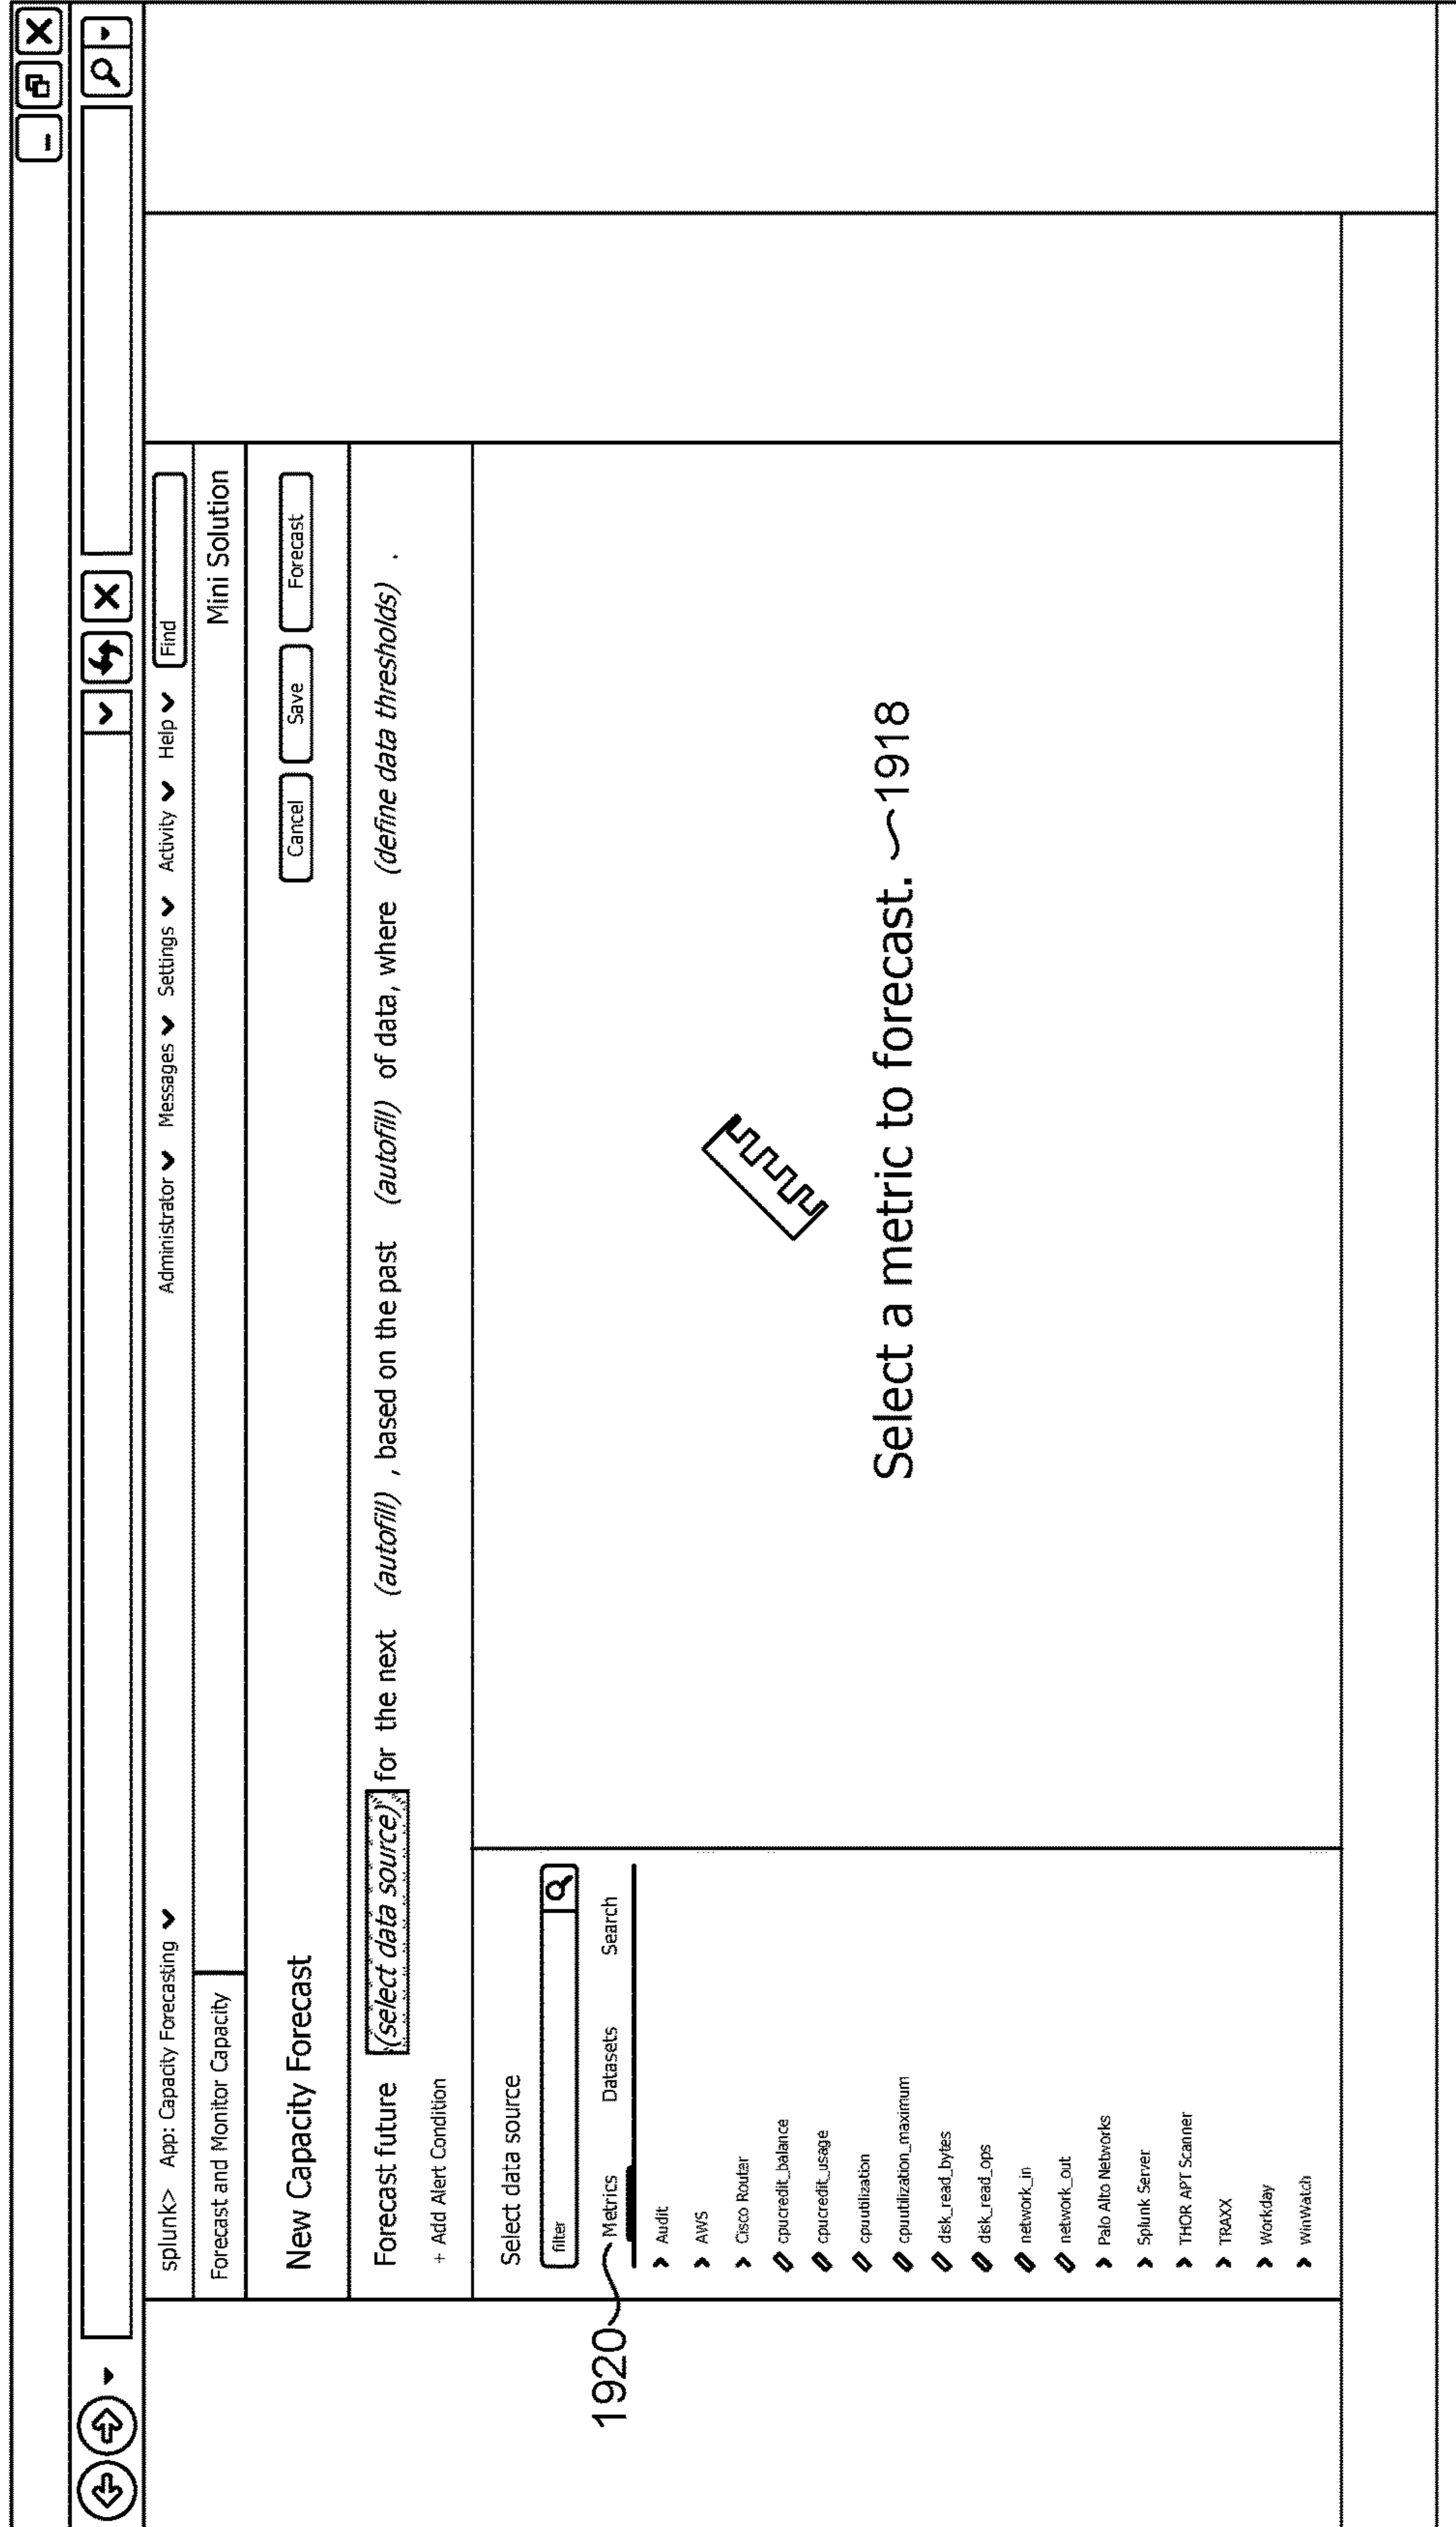 splunk> App: Capacity Forecasting Administrator Messages Settings Activity Help Find
Forecast and Monitor Capacity Mini Solution
New Capacity Forecast Cancel Save Forecast
Forecast future (select data source) for the next (autofill) , based on the past (autofill) of data, where (define data thresholds) .
+ Add Alert Condition
Select data source
filter
1920 Metrics Datasets Search
Audit
AWS
Cisco Router
cpucredit_balance
cpucredit_usage
cpuutilization
cpuutilization_maximum
disk_read_bytes
disk_read_ops
network_in
network_out
Palo Alto Networks
Splunk Server
THOR APT Scanner
TRAXX
Workday
WinWatch
Select a metric to forecast. 1918